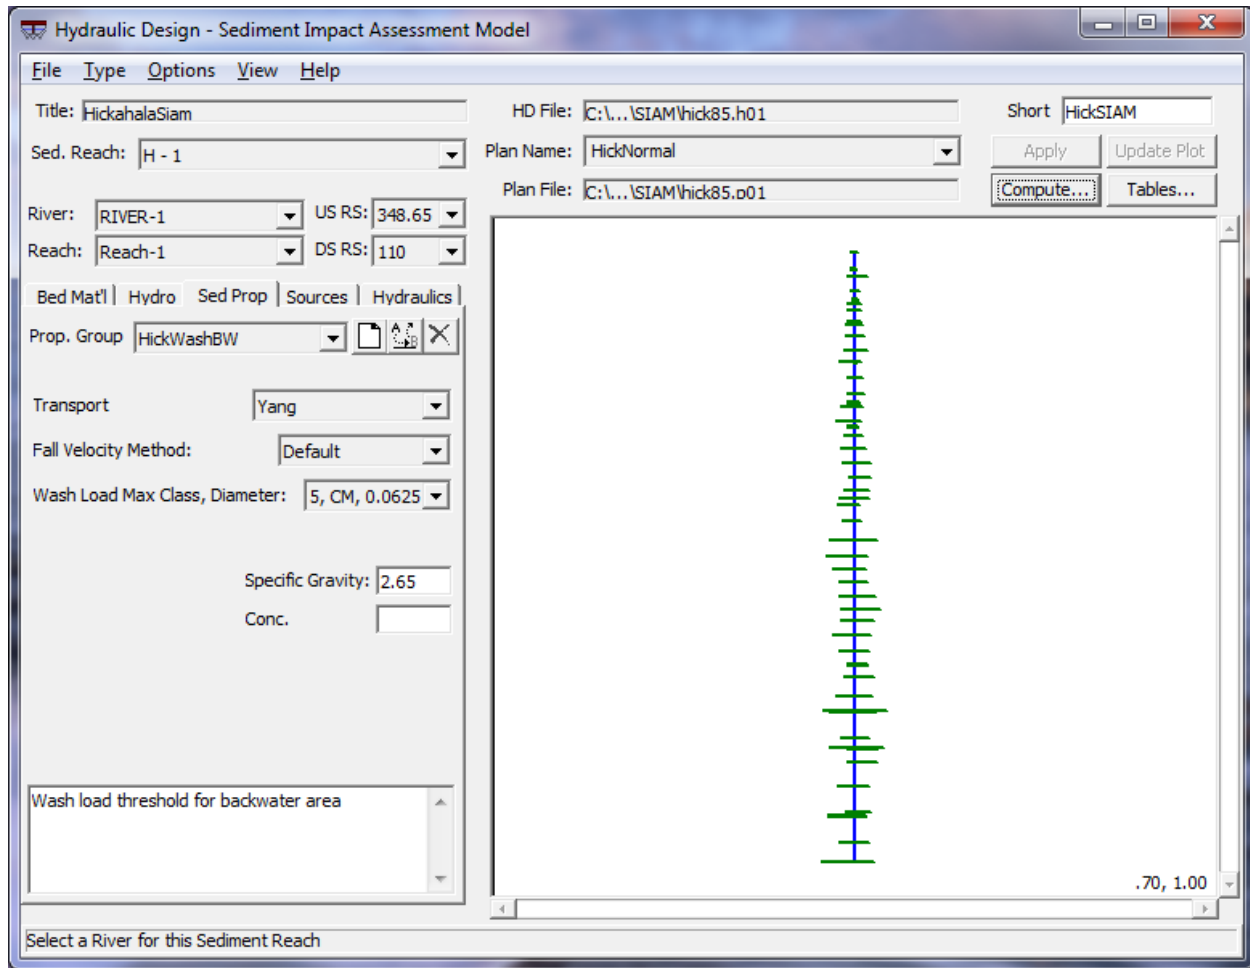 Hydraulic Design - Sediment Impact Assessment Model
File Type Options View Help
Title: HickahalaSiam HD File: C:\...\SIAM\hick85.h01 Short HickSIAM
Sed. Reach: H - 1 Plan Name: HickNormal Apply Update Plot
Plan File: C:\...\SIAM\hick85.p01 Compute... Tables...
River: RIVER-1 US RS: 348.65
Reach: Reach-1 DS RS: 110
Bed Mat'l Hydro Sed Prop Sources Hydraulics
Prop. Group HickWashBW
Transport Yang
Fall Velocity Method: Default
Wash Load Max Class, Diameter: 5, CM, 0.0625
Specific Gravity: 2.65
Conc.
Wash load threshold for backwater area
.70, 1.00
Select a River for this Sediment Reach